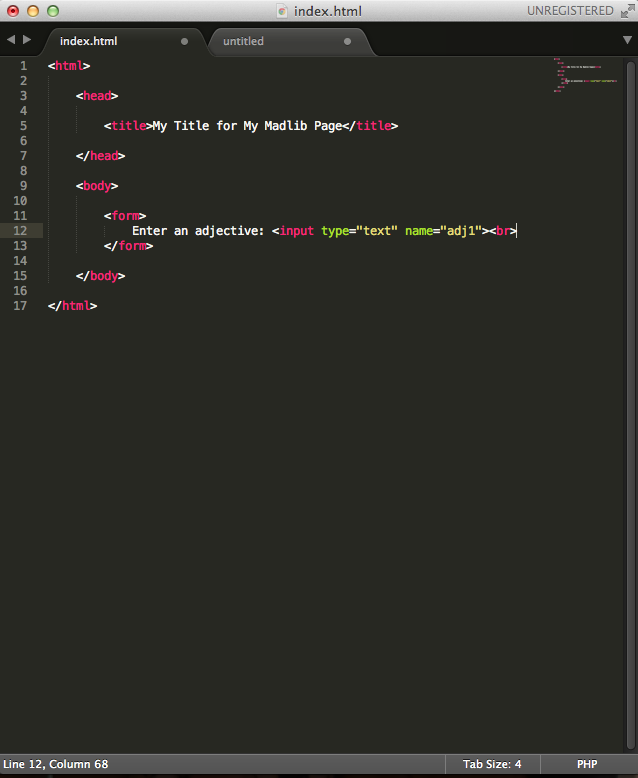 index.html
UNREGISTERED
index.html
untitled
1 <html>
2
3 <head>
4
5 <title>My Title for My Madlib Page</title>
6
7 </head>
8
9 <body>
10
11 <form>
12 Enter an adjective: <input type="text" name="adj1"><br>
13 </form>
14
15 </body>
16
17 </html>
Line 12, Column 68
Tab Size: 4
PHP